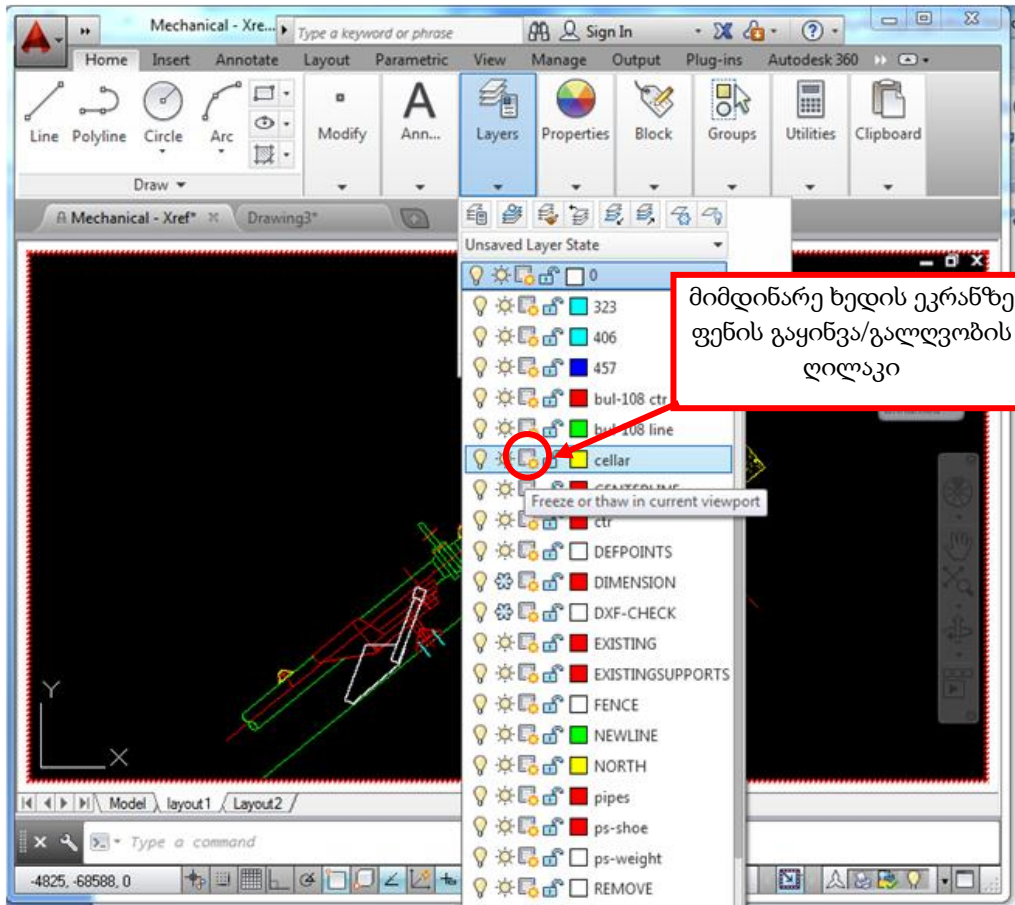 Mechanical - Xre...
Type a keyword or phrase
Sign In
Home Insert Annotate Layout Parametric View Manage Output Plug-ins Autodesk 360
Line Polyline Circle Arc Modify Ann... Layers Properties Block Groups Utilities Clipboard
Draw
Mechanical - Xref* Drawing3*
Unsaved Layer State
0
323
406
457
bul-108 ctr
bul-108 line
cellar
Freeze or thaw in current viewport
ctr
DEFPOINTS
DIMENSION
DXF-CHECK
EXISTING
EXISTINGSUPPORTS
FENCE
NEWLINE
NORTH
pipes
ps-shoe
ps-weight
REMOVE
მიმდინარე ხედის ეკრანზე
ფენის გაყინვა/გალღვობის
ღილაკი
Y
X
Model layout1 Layout2
Type a command
-4825, -68588, 0